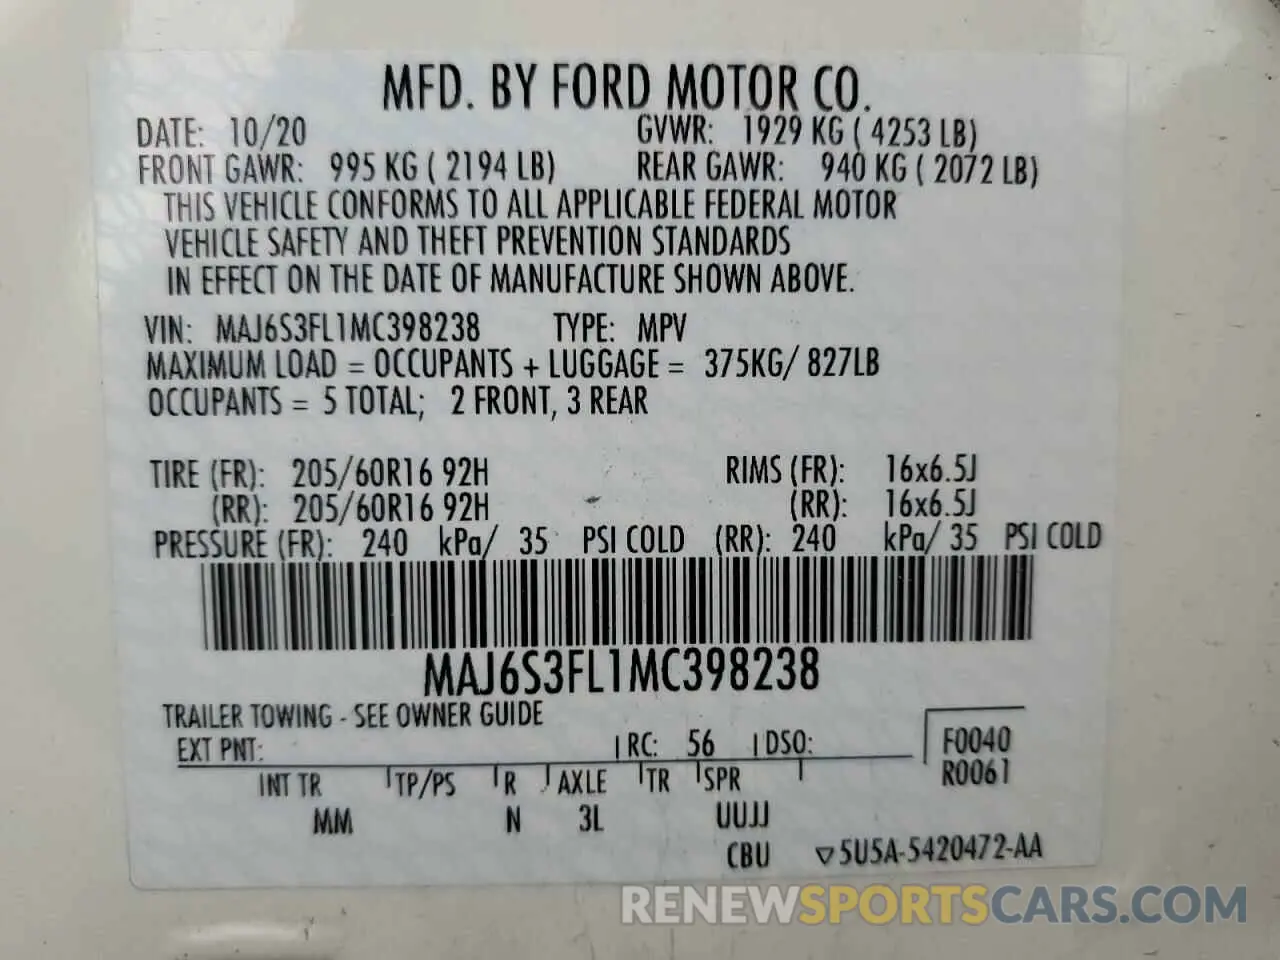 MFD. BY FORD MOTOR CO.
DATE: 10/20 GVWR: 1929 KG ( 4253 LB)
FRONT GAWR: 995 KG ( 2194 LB) REAR GAWR: 940 KG ( 2072 LB)
THIS VEHICLE CONFORMS TO ALL APPLICABLE FEDERAL MOTOR
VEHICLE SAFETY AND THEFT PREVENTION STANDARDS
IN EFFECT ON THE DATE OF MANUFACTURE SHOWN ABOVE.
VIN: MAJ6S3FL1MC398238 TYPE: MPV
MAXIMUM LOAD = OCCUPANTS + LUGGAGE = 375KG/ 827LB
OCCUPANTS = 5 TOTAL; 2 FRONT, 3 REAR
TIRE (FR): 205/60R16 92H RIMS (FR): 16x6.5J
(RR): 205/60R16 92H (RR): 16x6.5J
PRESSURE (FR): 240 kPa/ 35 PSI COLD (RR): 240 kPa/ 35 PSI COLD
MAJ6S3FL1MC398238
TRAILER TOWING - SEE OWNER GUIDE
EXT PNT: RC: 56 DSO: F0040
R0061
INT TR TP/PS R AXLE TR SPR
MM N 3L UUJJ
CBU ▽5U5A-5420472-AA
RENEWSPORTSCARS.COM